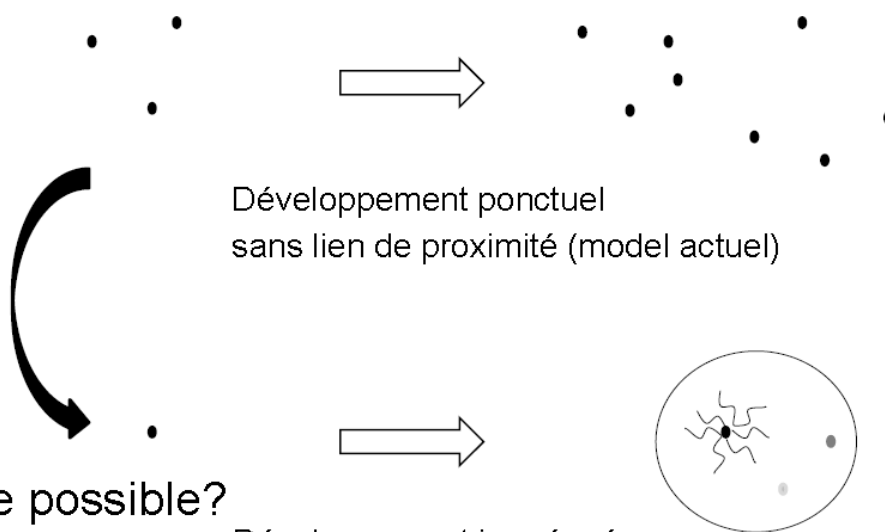 Développement ponctuel
sans lien de proximité (model actuel)
e possible?